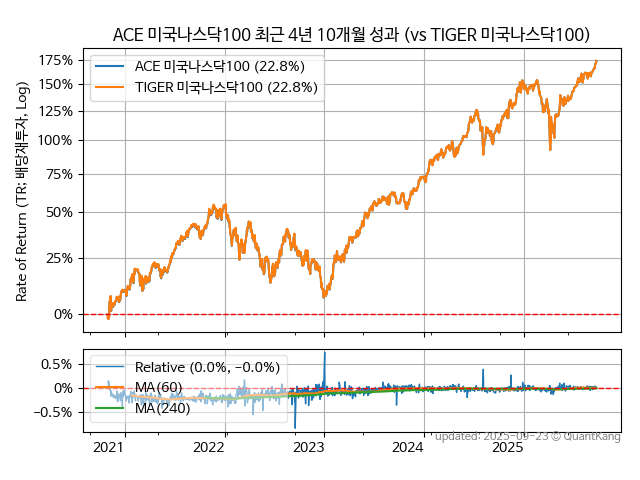 ACE 미국나스닥100 최근 4년 10개월 성과 (vs TIGER 미국나스닥100)
Rate of Return (TR: 배당재투자, Log)
175%
150%
125%
100%
75%
50%
25%
0%
ACE 미국나스닥100 (22.8%)
TIGER 미국나스닥100 (22.8%)
0.5%
0%
−0.5%
Relative (0.0%, −0.0%)
MA(60)
MA(240)
2021 2022 2023 2024 2025
updated: 2025-09-23 © QuantKang